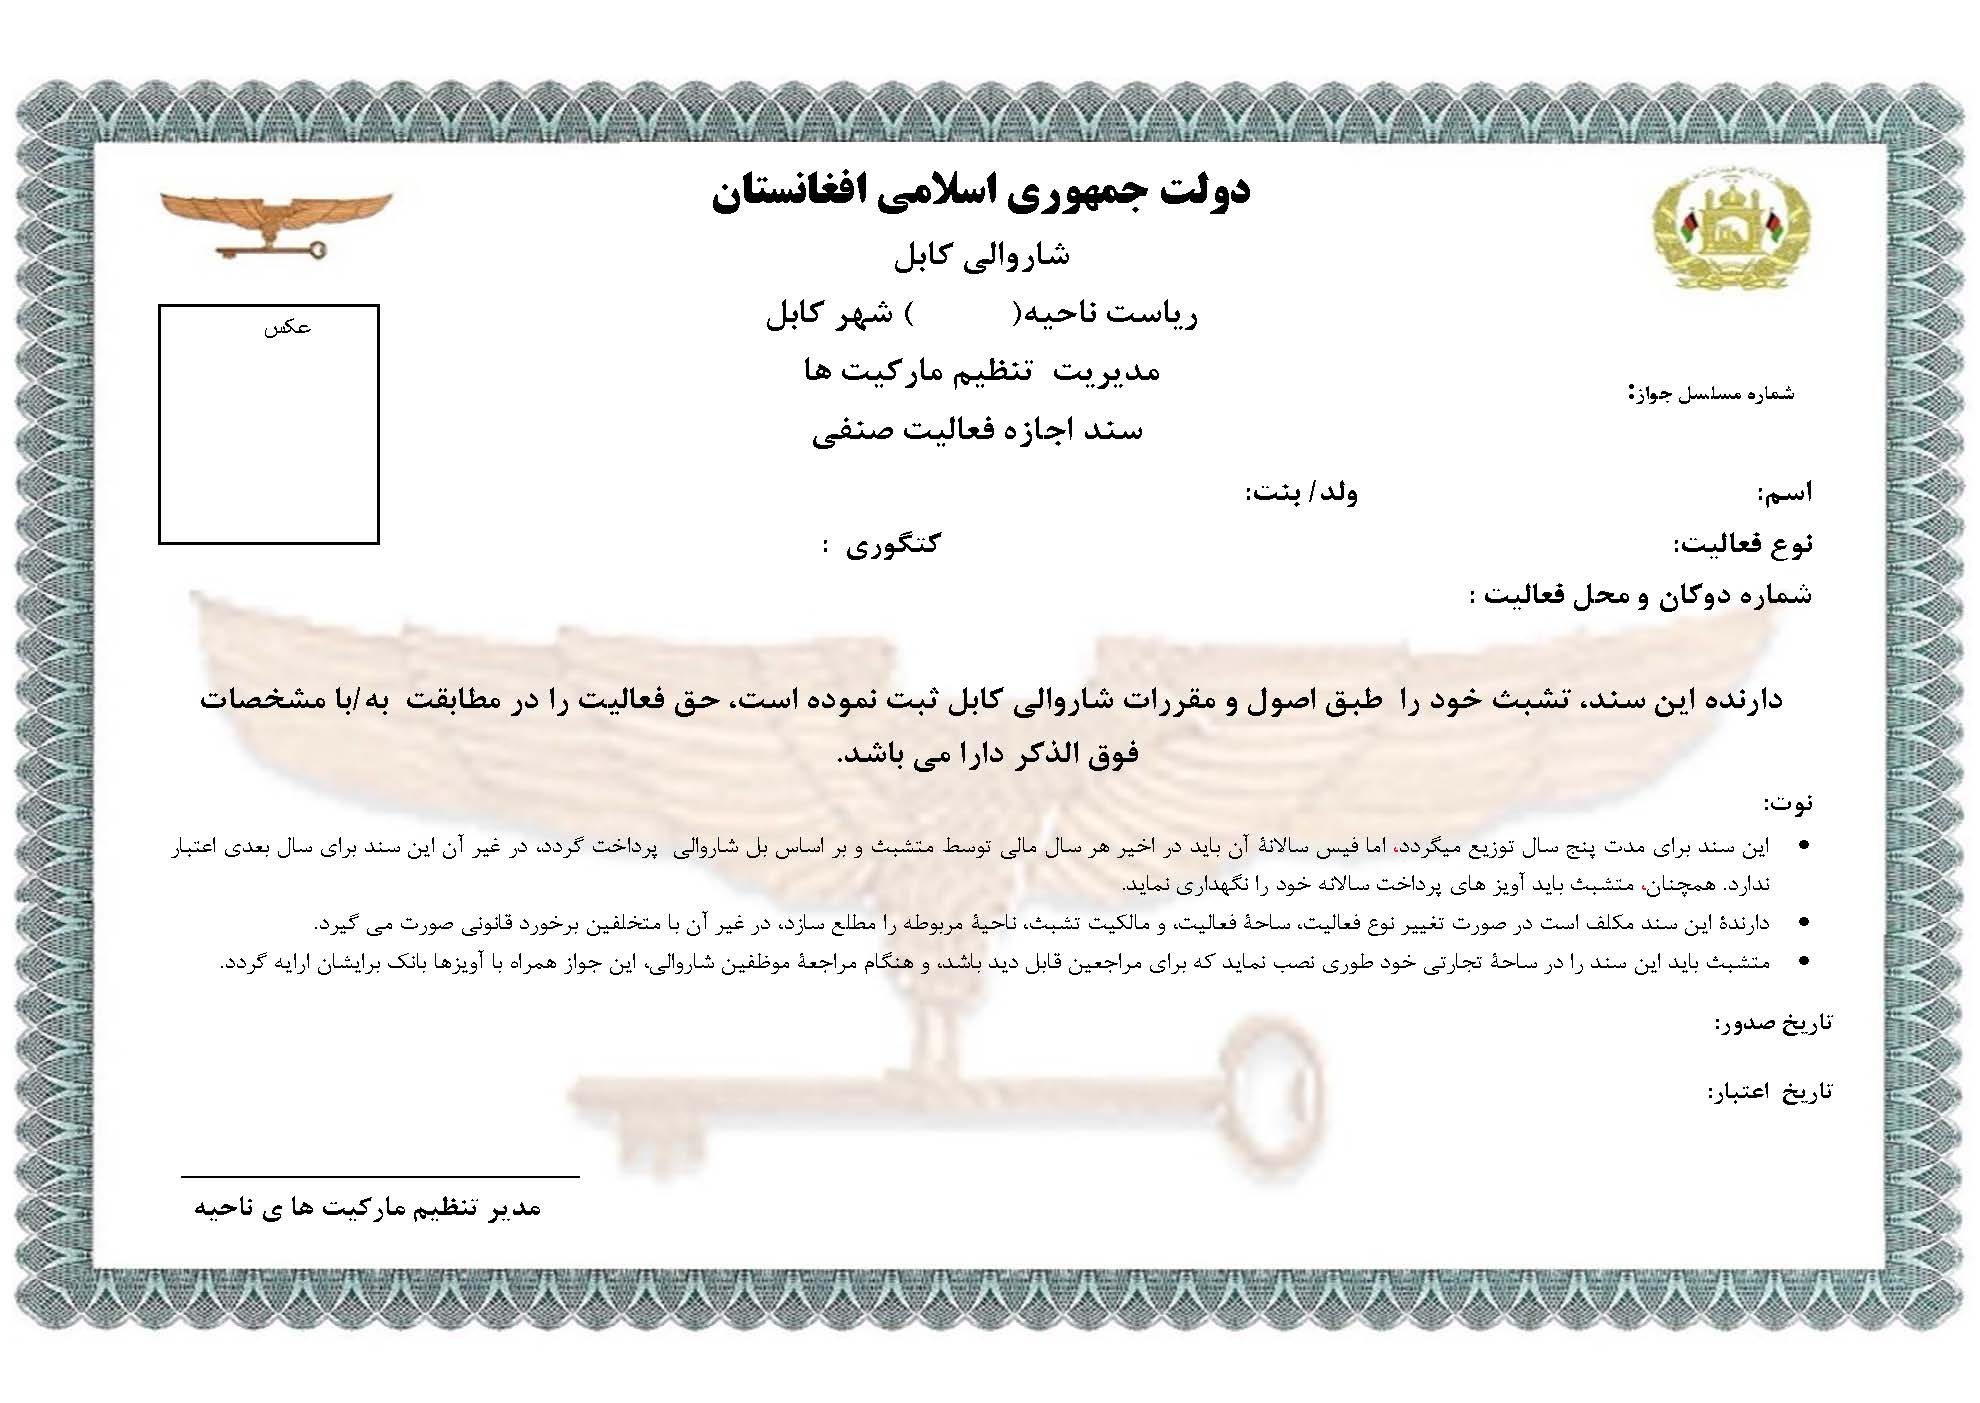 دولت جمهوری اسلامی افغانستان
شاروالی کابل
ریاست ناحیه( ) شهر کابل
عکس
مدیریت تنظیم مارکیت ها
شماره مسلسل جواز:
سند اجازه فعالیت صنفی
اسم: ولد/ بنت:
نوع فعالیت: کتگوری :
شماره دوکان و محل فعالیت :
دارنده این سند، تشبث خود را طبق اصول و مقررات شاروالی کابل ثبت نموده است، حق فعالیت را در مطابقت به/با مشخصات
فوق الذکر دارا می باشد.
نوت:
• این سند برای مدت پنج سال توزیع میگردد، اما فیس سالانهٔ آن باید در اخیر هر سال مالی توسط متشبث و بر اساس بل شاروالی پرداخت گردد، در غیر آن این سند برای سال بعدی اعتبار
ندارد. همچنان، متشبث باید آویز های پرداخت سالانه خود را نگهداری نماید.
• دارندهٔ این سند مکلف است در صورت تغییر نوع فعالیت، ساحهٔ فعالیت، و مالکیت تشبث، ناحیهٔ مربوطه را مطلع سازد، در غیر آن با متخلفین برخورد قانونی صورت می گیرد.
• متشبث باید این سند را در ساحهٔ تجارتی خود طوری نصب نماید که برای مراجعین قابل دید باشد، و هنگام مراجعهٔ موظفین شاروالی، این جواز همراه با آویزها بانک برایشان ارایه گردد.
تاریخ صدور:
تاریخ اعتبار:
مدیر تنظیم مارکیت ها ی ناحیه